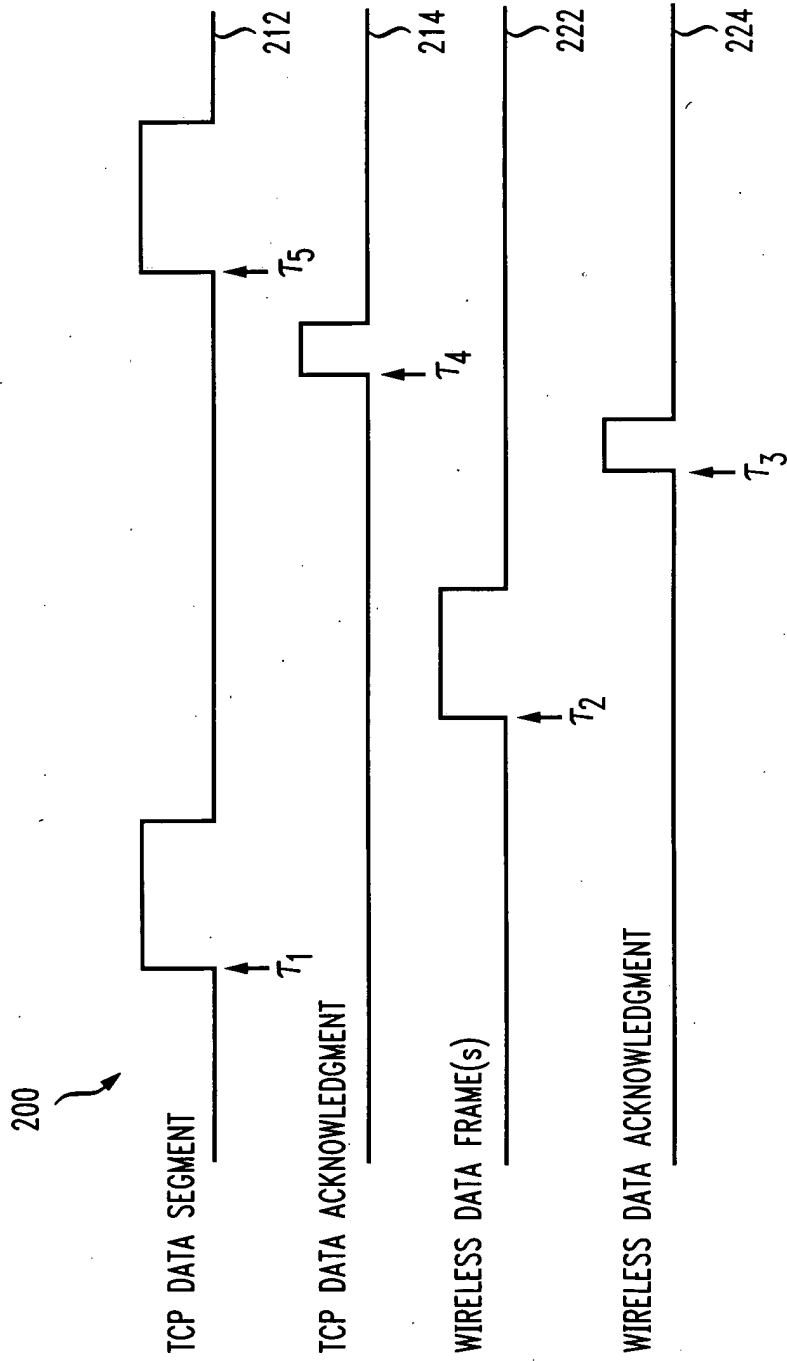 200
TCP DATA SEGMENT
τ1
τ5
212
TCP DATA ACKNOWLEDGMENT
τ4
214
WIRELESS DATA FRAME(s)
τ2
222
WIRELESS DATA ACKNOWLEDGMENT
τ3
224